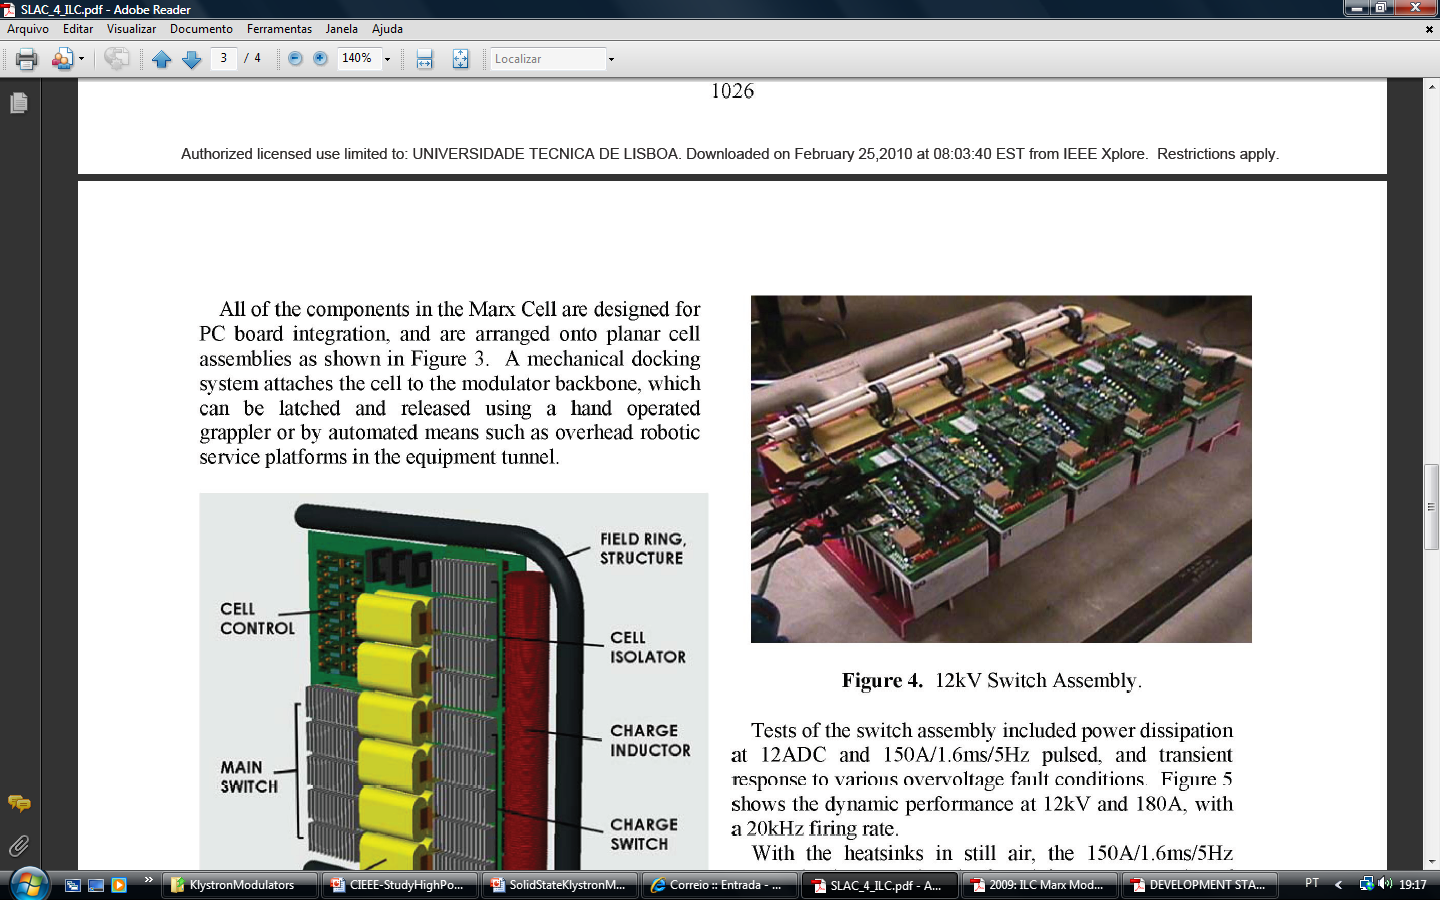 SLAC_4_ILC.pdf - Adobe Reader
Arquivo Editar Visualizar Documento Ferramentas Janela Ajuda
3 / 4 140% Localizar
1026
Authorized licensed use limited to: UNIVERSIDADE TECNICA DE LISBOA. Downloaded on February 25,2010 at 08:03:40 EST from IEEE Xplore. Restrictions apply.
All of the components in the Marx Cell are designed for
PC board integration, and are arranged onto planar cell
assemblies as shown in Figure 3. A mechanical docking
system attaches the cell to the modulator backbone, which
can be latched and released using a hand operated
grappler or by automated means such as overhead robotic
service platforms in the equipment tunnel.
FIELD RING,
STRUCTURE
CELL
CONTROL
CELL
ISOLATOR
CHARGE
INDUCTOR
MAIN
SWITCH
CHARGE
SWITCH
Figure 4. 12kV Switch Assembly.
Tests of the switch assembly included power dissipation
at 12ADC and 150A/1.6ms/5Hz pulsed, and transient
response to various overvoltage fault conditions. Figure 5
shows the dynamic performance at 12kV and 180A, with
a 20kHz firing rate.
With the heatsinks in still air, the 150A/1.6ms/5Hz
KlystronModulators
CIEEE-StudyHighPo...
SolidStateKlystronM...
Correio :: Entrada - ...
SLAC_4_ILC.pdf - A...
2009: ILC Marx Mod...
DEVELOPMENT STA...
PT
19:17